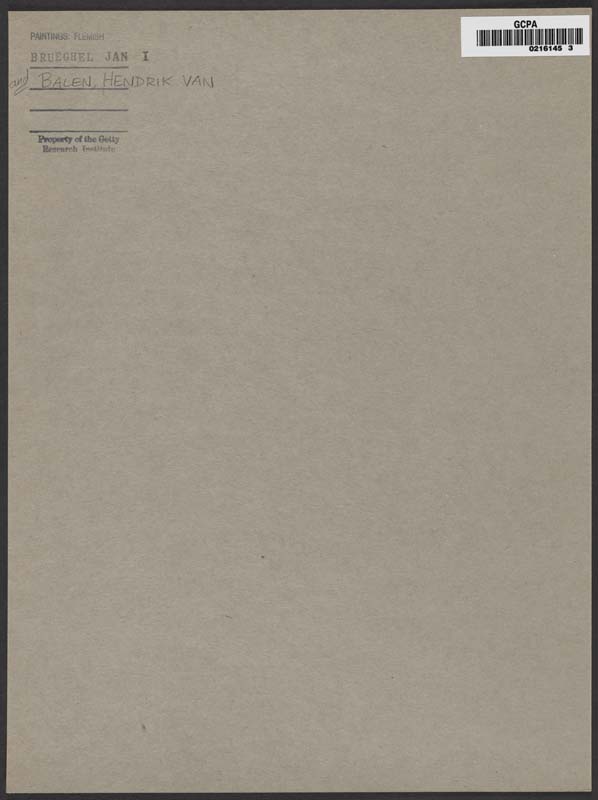 PAINTINGS: FLEMISH
BRUEGHEL JAN I
and BALEN, HENDRIK VAN
Property of the Getty
Research Institute
GCPA
0216145 3